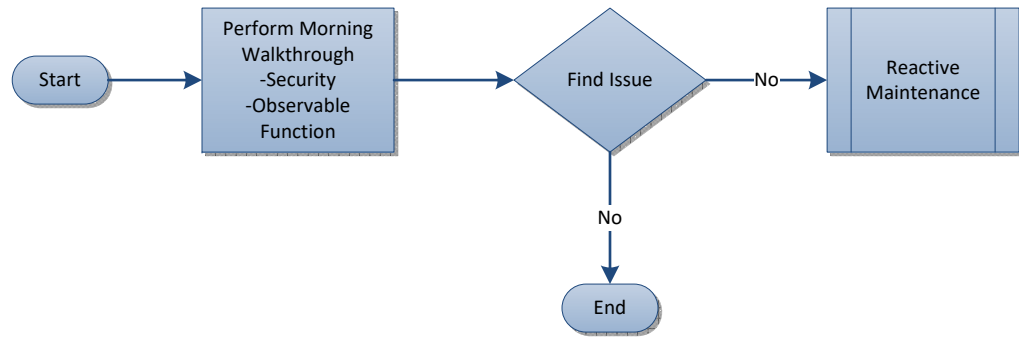 Start
Perform Morning
Walkthrough
-Security
-Observable
Function
Find Issue
No
Reactive
Maintenance
No
End